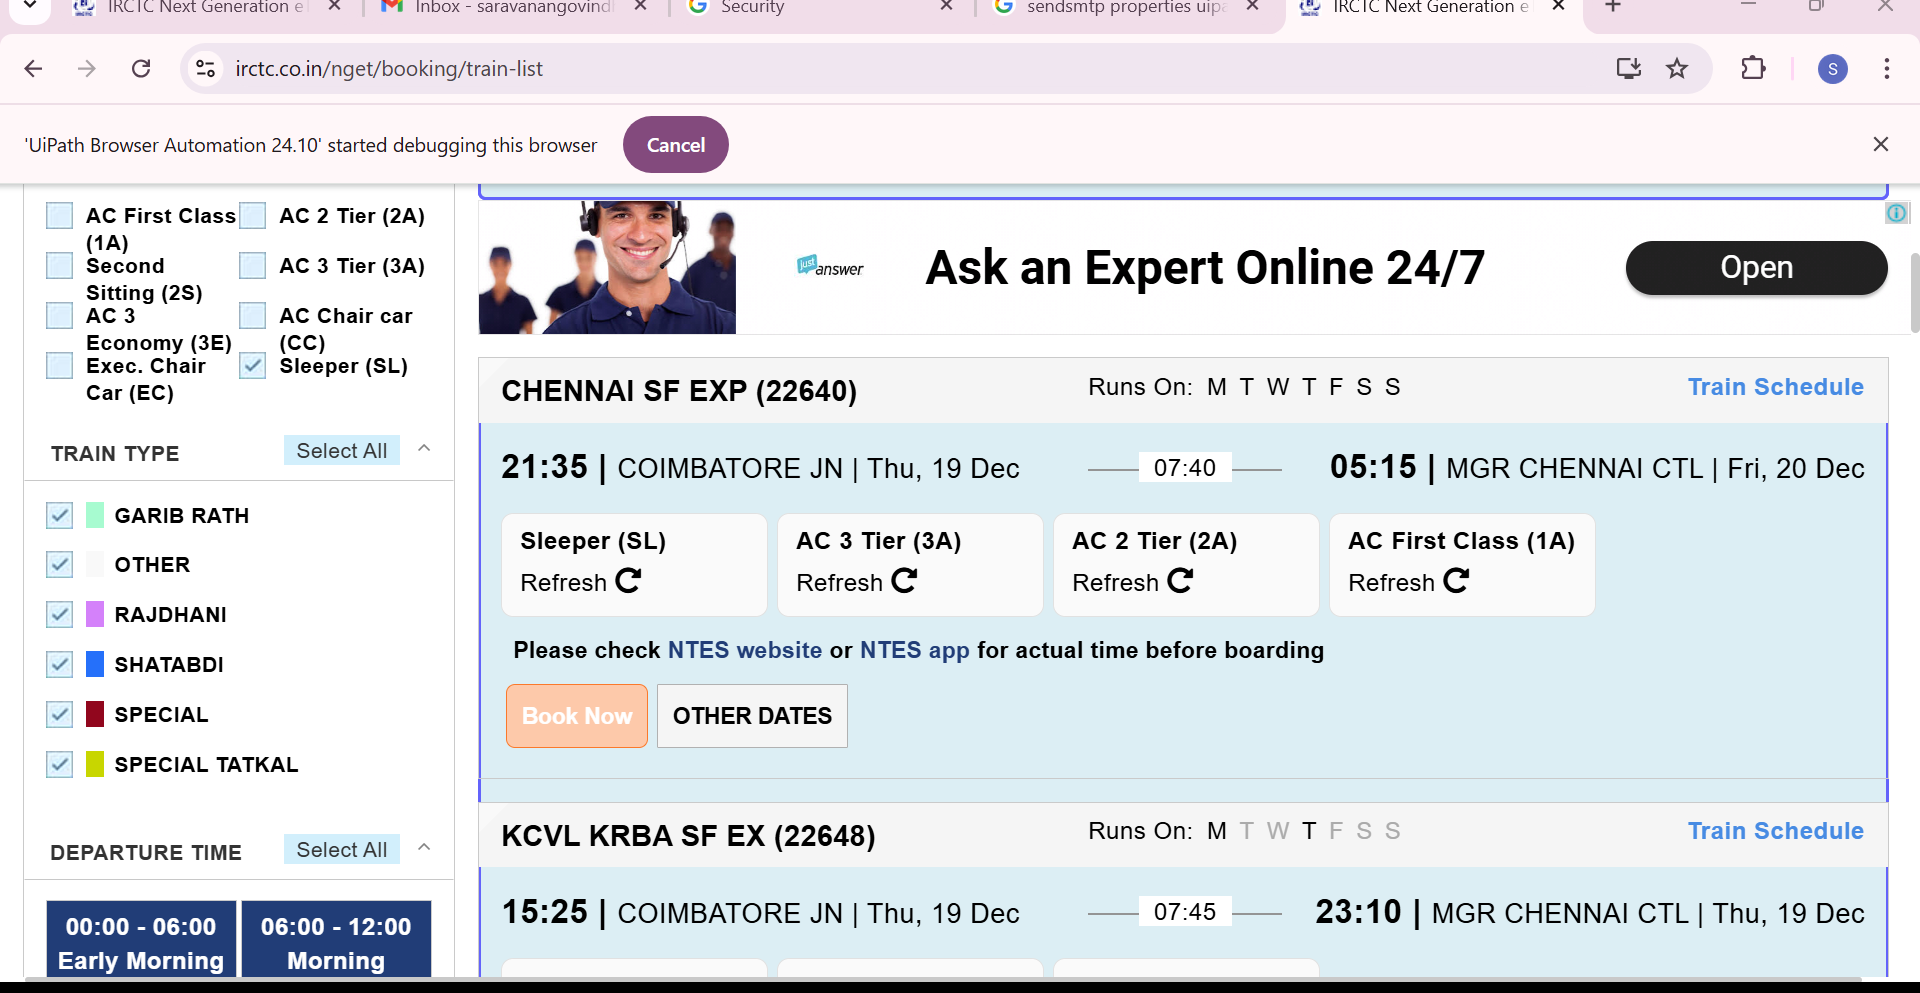 IRCTC Next Generation e
Inbox - saravanangovind
Security
sendsmtp properties uipa
IRCTC Next Generation e
irctc.co.in/nget/booking/train-list
S
'UiPath Browser Automation 24.10' started debugging this browser
Cancel
AC First Class (1A)
AC 2 Tier (2A)
Second Sitting (2S)
AC 3 Tier (3A)
AC 3 Economy (3E)
AC Chair car (CC)
Exec. Chair Car (EC)
Sleeper (SL)
TRAIN TYPE
Select All
GARIB RATH
OTHER
RAJDHANI
SHATABDI
SPECIAL
SPECIAL TATKAL
DEPARTURE TIME
Select All
00:00 - 06:00
Early Morning
06:00 - 12:00
Morning
just answer
Ask an Expert Online 24/7
Open
CHENNAI SF EXP (22640)
Runs On: M T W T F S S
Train Schedule
21:35 | COIMBATORE JN | Thu, 19 Dec
07:40
05:15 | MGR CHENNAI CTL | Fri, 20 Dec
Sleeper (SL)
Refresh
AC 3 Tier (3A)
Refresh
AC 2 Tier (2A)
Refresh
AC First Class (1A)
Refresh
Please check NTES website or NTES app for actual time before boarding
Book Now
OTHER DATES
KCVL KRBA SF EX (22648)
Runs On: M T W T F S S
Train Schedule
15:25 | COIMBATORE JN | Thu, 19 Dec
07:45
23:10 | MGR CHENNAI CTL | Thu, 19 Dec